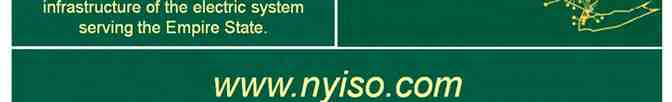 infrastructure of the electric system
serving the Empire State.
www.nyiso.com